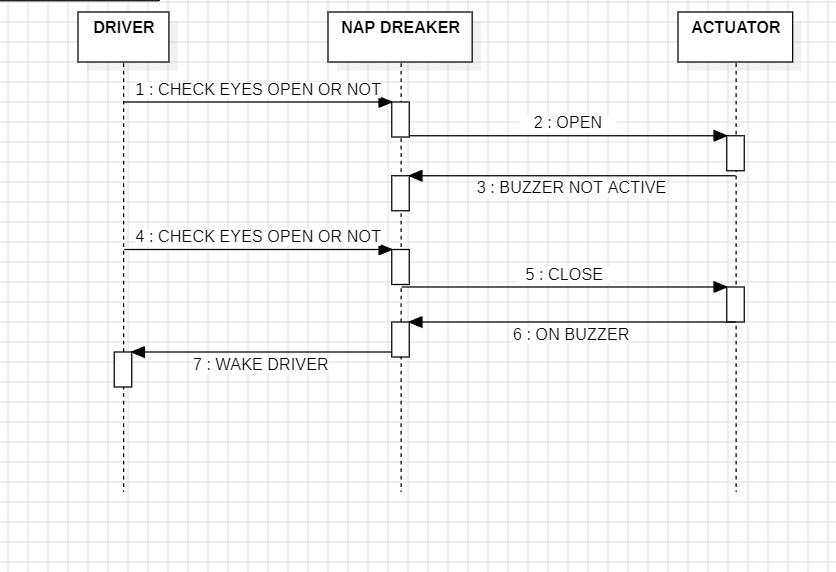 DRIVER
NAP DREAKER
ACTUATOR
1 : CHECK EYES OPEN OR NOT
2 : OPEN
3 : BUZZER NOT ACTIVE
4 : CHECK EYES OPEN OR NOT
5 : CLOSE
6 : ON BUZZER
7 : WAKE DRIVER